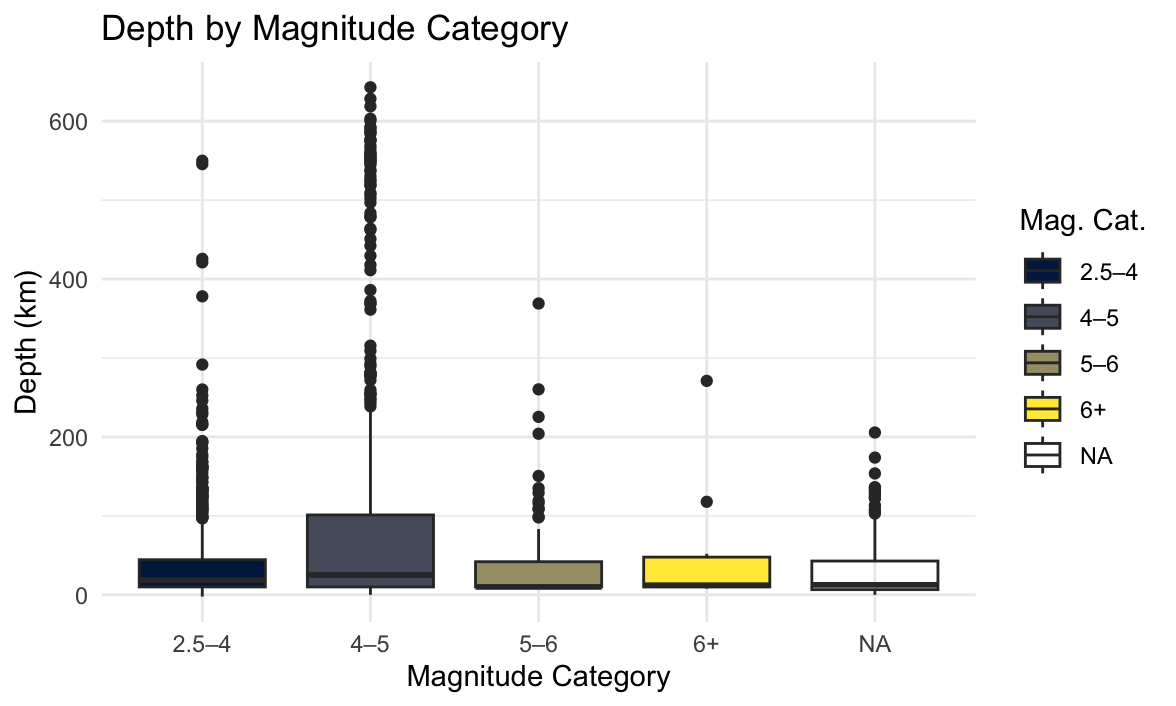 Depth by Magnitude Category
Depth (km)
600
400
200
0
2.5–4
4–5
5–6
6+
NA
Magnitude Category
Mag. Cat.
2.5–4
4–5
5–6
6+
NA